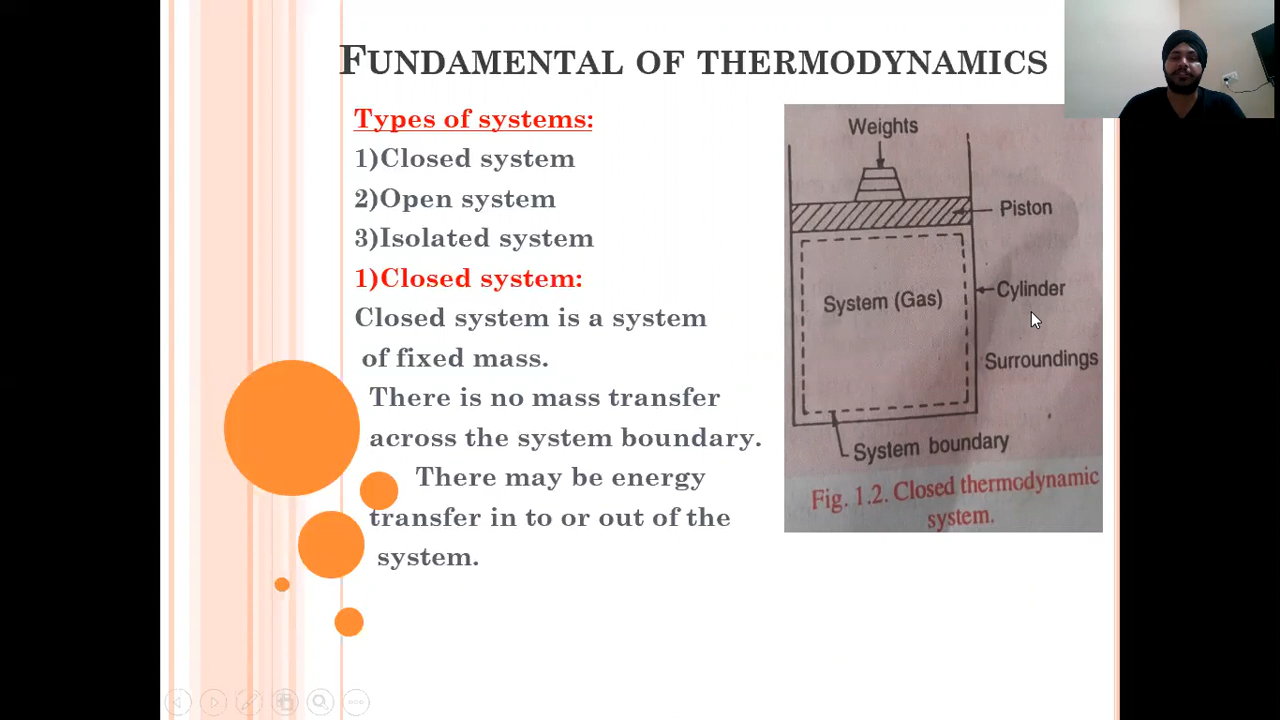 FUNDAMENTAL OF THERMODYNAMICS
Types of systems:
1)Closed system
2)Open system
3)Isolated system
1)Closed system:
Closed system is a system
of fixed mass.
There is no mass transfer
across the system boundary.
There may be energy
transfer in to or out of the
system.
Weights
Piston
Cylinder
System (Gas)
Surroundings
System boundary
Fig. 1.2. Closed thermodynamic
system.